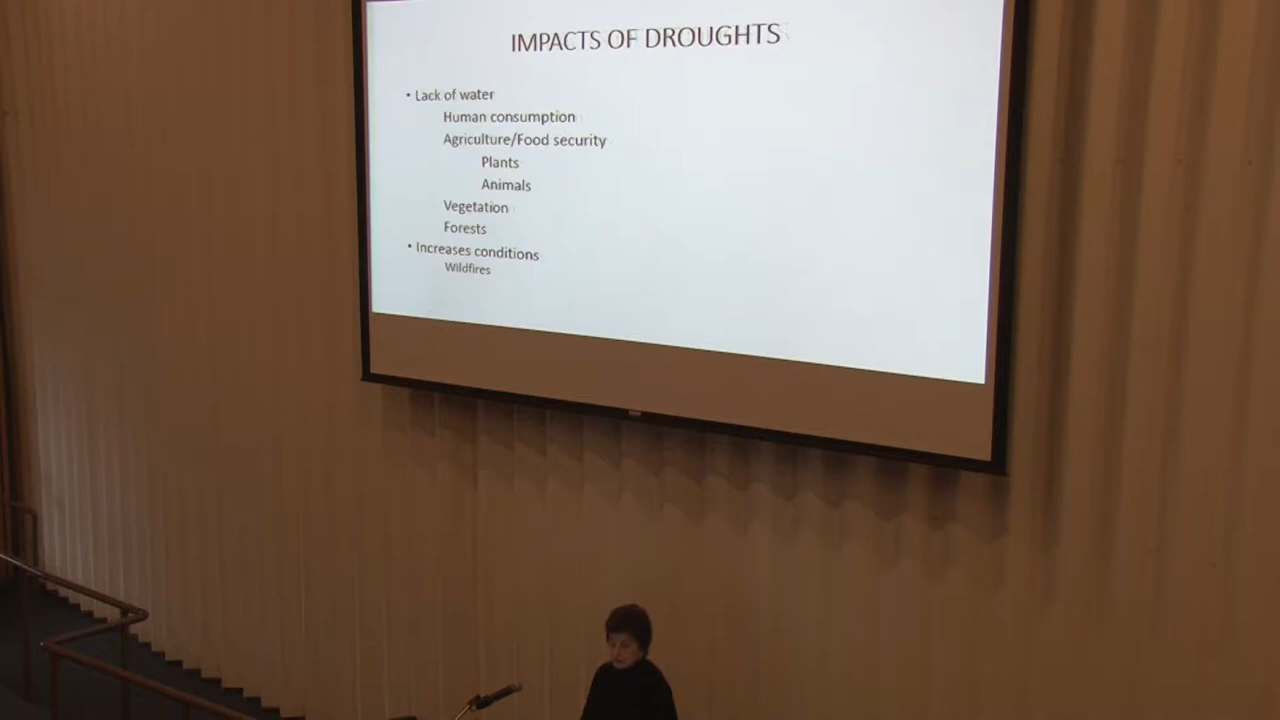 IMPACTS OF DROUGHTS
• Lack of water
Human consumption
Agriculture/Food security
Plants
Animals
Vegetation
Forests
• Increases conditions
Wildfires